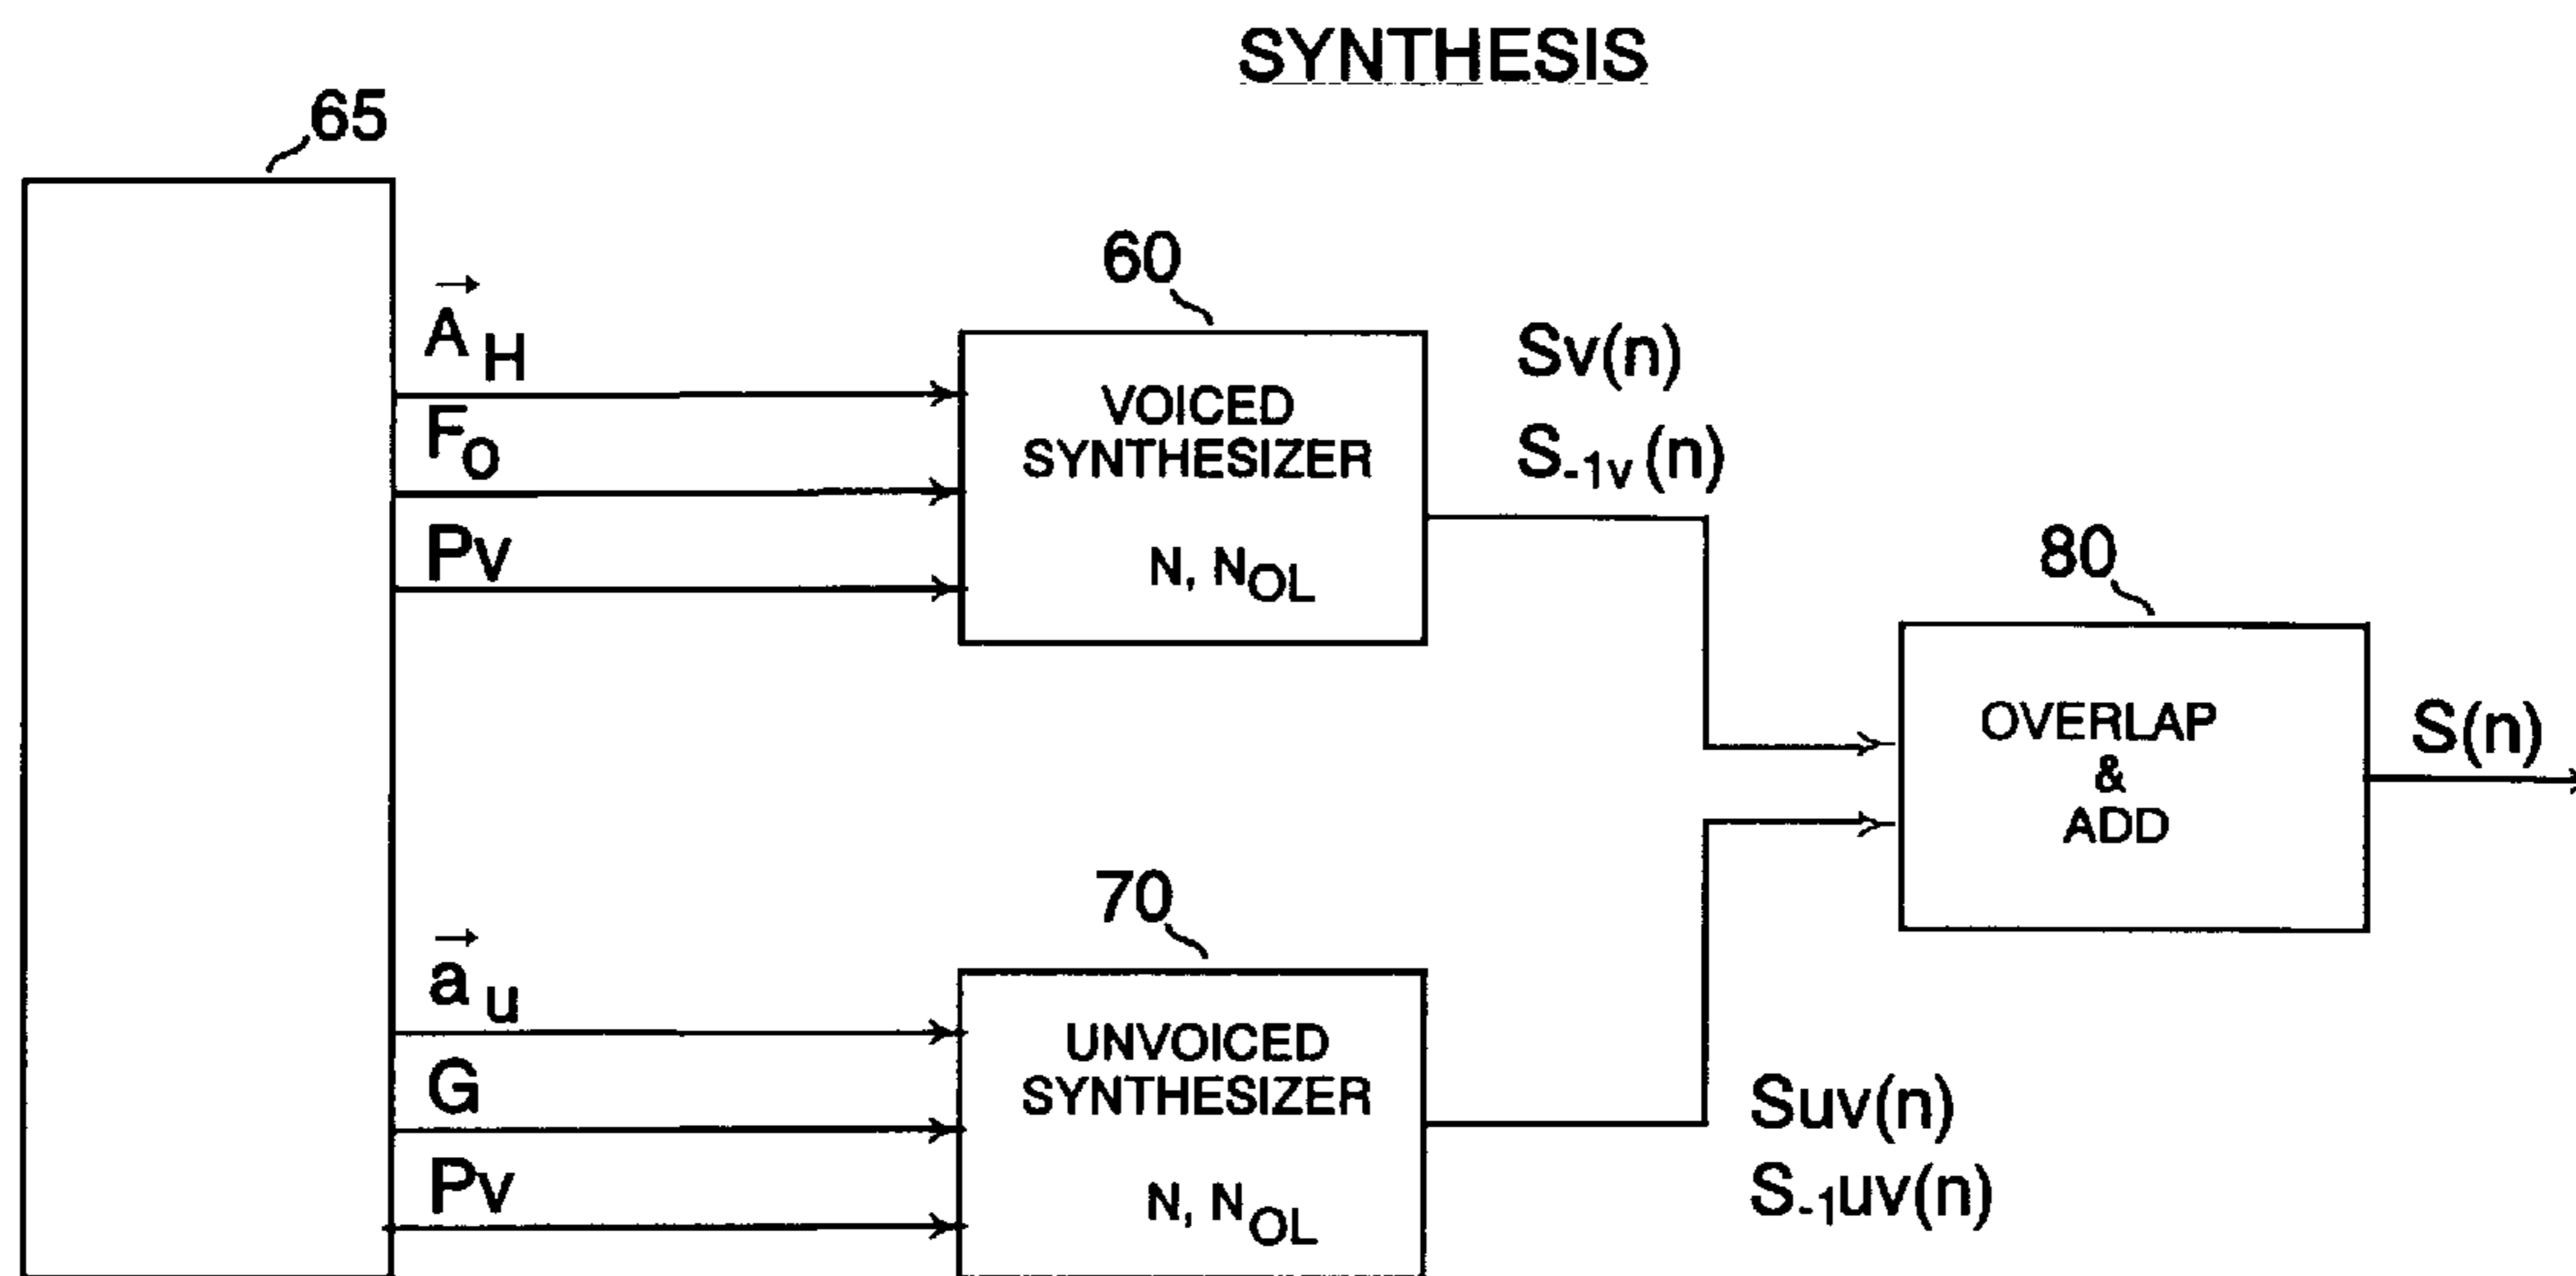 SYNTHESIS
65
A⃗H
Fo
Pv
60
VOICED
SYNTHESIZER
N, NOL
Sv(n)
S-1v(n)
80
OVERLAP
&
ADD
S(n)
a⃗u
G
Pv
70
UNVOICED
SYNTHESIZER
N, NOL
Suv(n)
S-1uv(n)